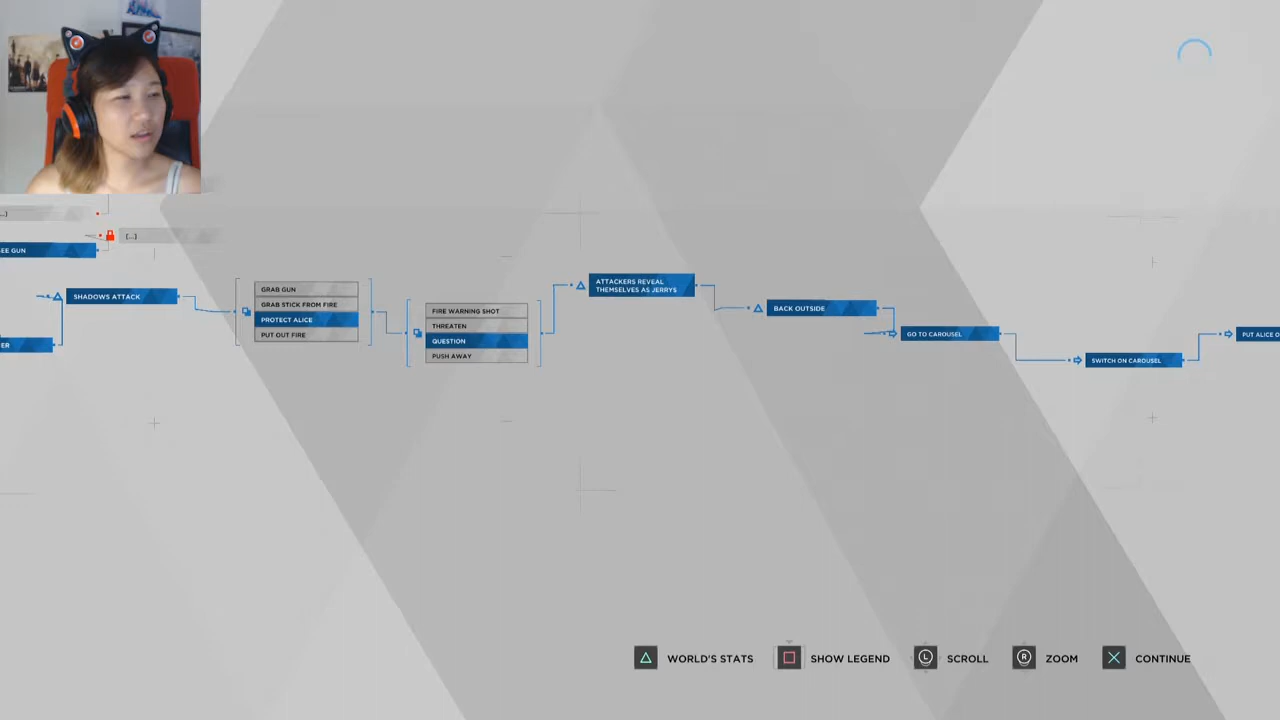 ...)
(...)
SEE GUN
SHADOWS ATTACK
ER
GRAB GUN
GRAB STICK FROM FIRE
PROTECT ALICE
PUT OUT FIRE
FIRE WARNING SHOT
THREATEN
QUESTION
PUSH AWAY
ATTACKERS REVEAL
THEMSELVES AS JERRYS
BACK OUTSIDE
GO TO CAROUSEL
SWITCH ON CAROUSEL
PUT ALICE O
WORLD'S STATS
SHOW LEGEND
L
SCROLL
R
ZOOM
CONTINUE